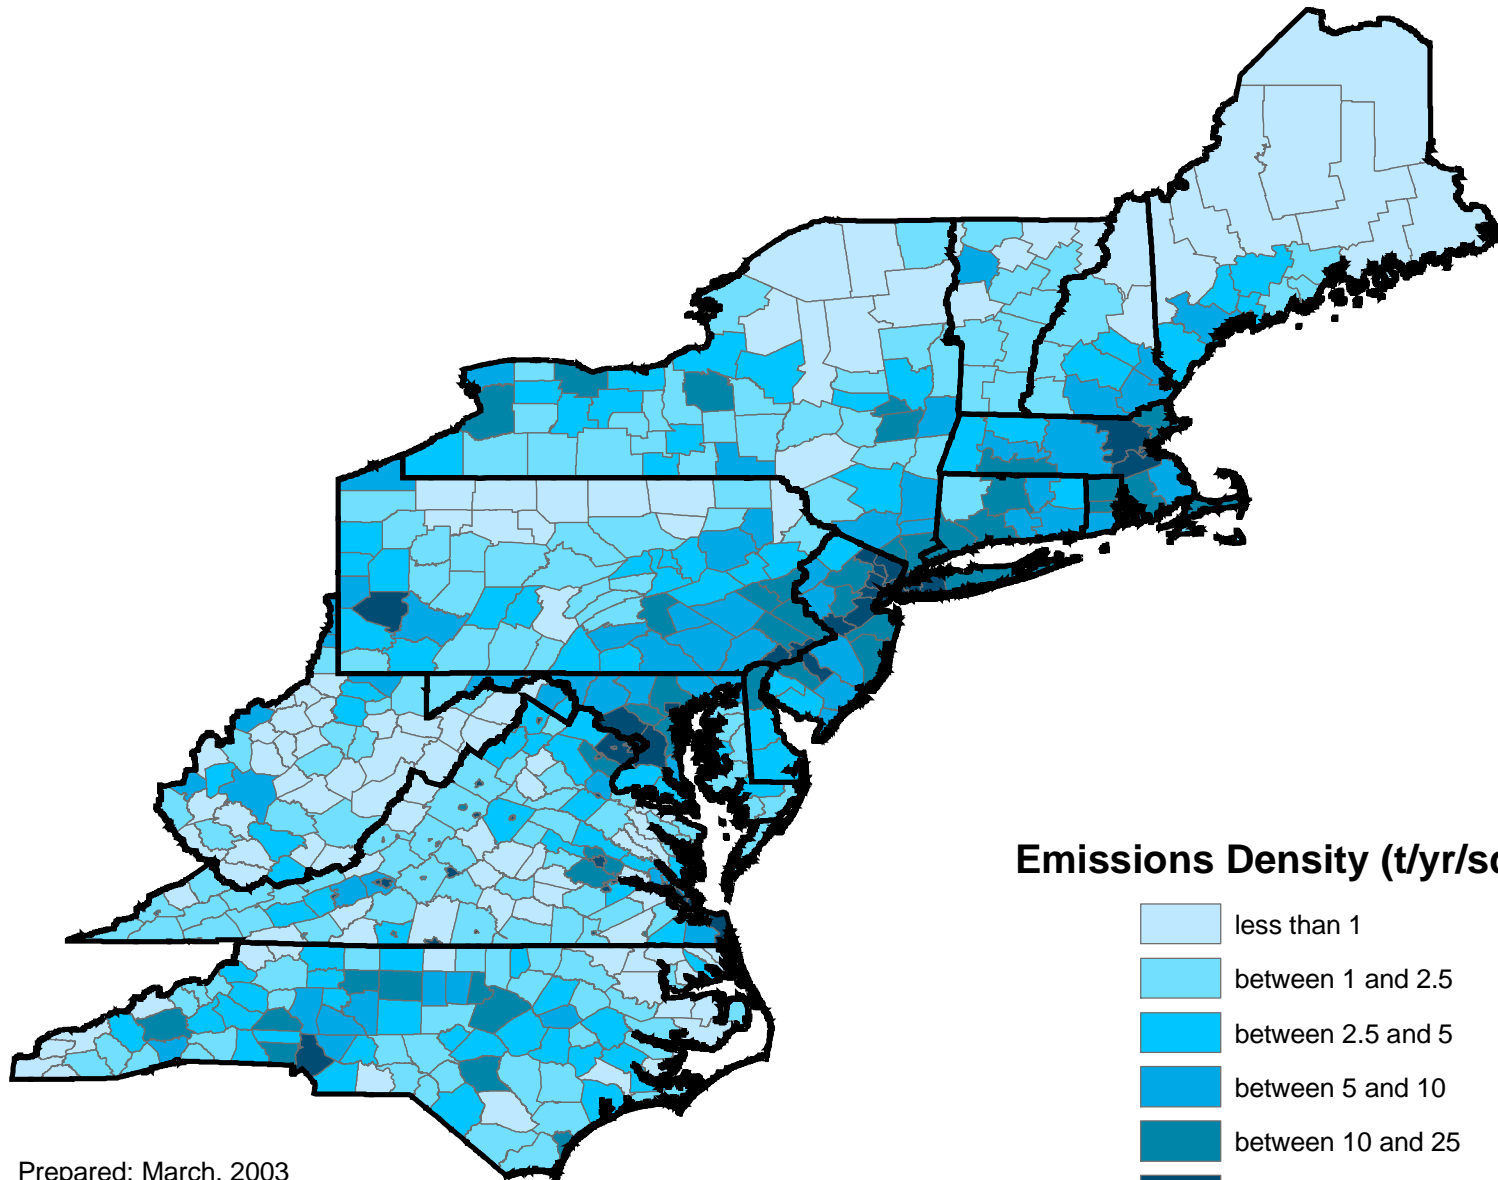 Emissions Density (t/yr/sq
less than 1
between 1 and 2.5
between 2.5 and 5
between 5 and 10
between 10 and 25
Prepared: March, 2003